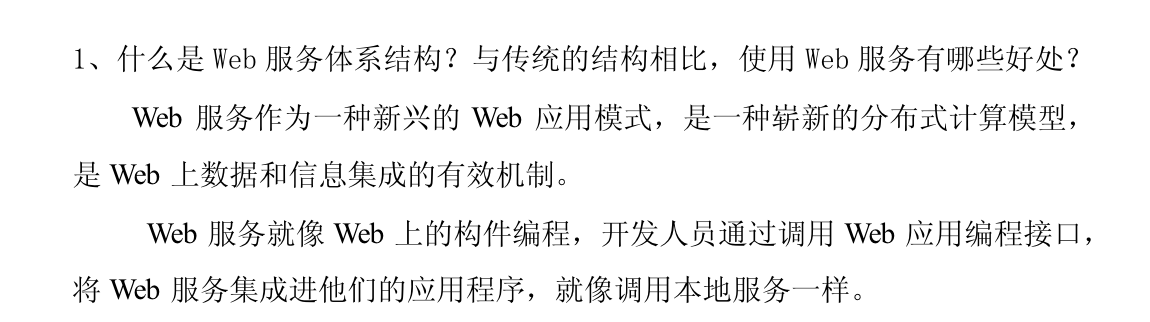 1、什么是 Web 服务体系结构？与传统的结构相比，使用 Web 服务有哪些好处？
Web 服务作为一种新兴的 Web 应用模式，是一种崭新的分布式计算模型，
是 Web 上数据和信息集成的有效机制。
Web 服务就像 Web 上的构件编程，开发人员通过调用 Web 应用编程接口，
将 Web 服务集成进他们的应用程序，就像调用本地服务一样。